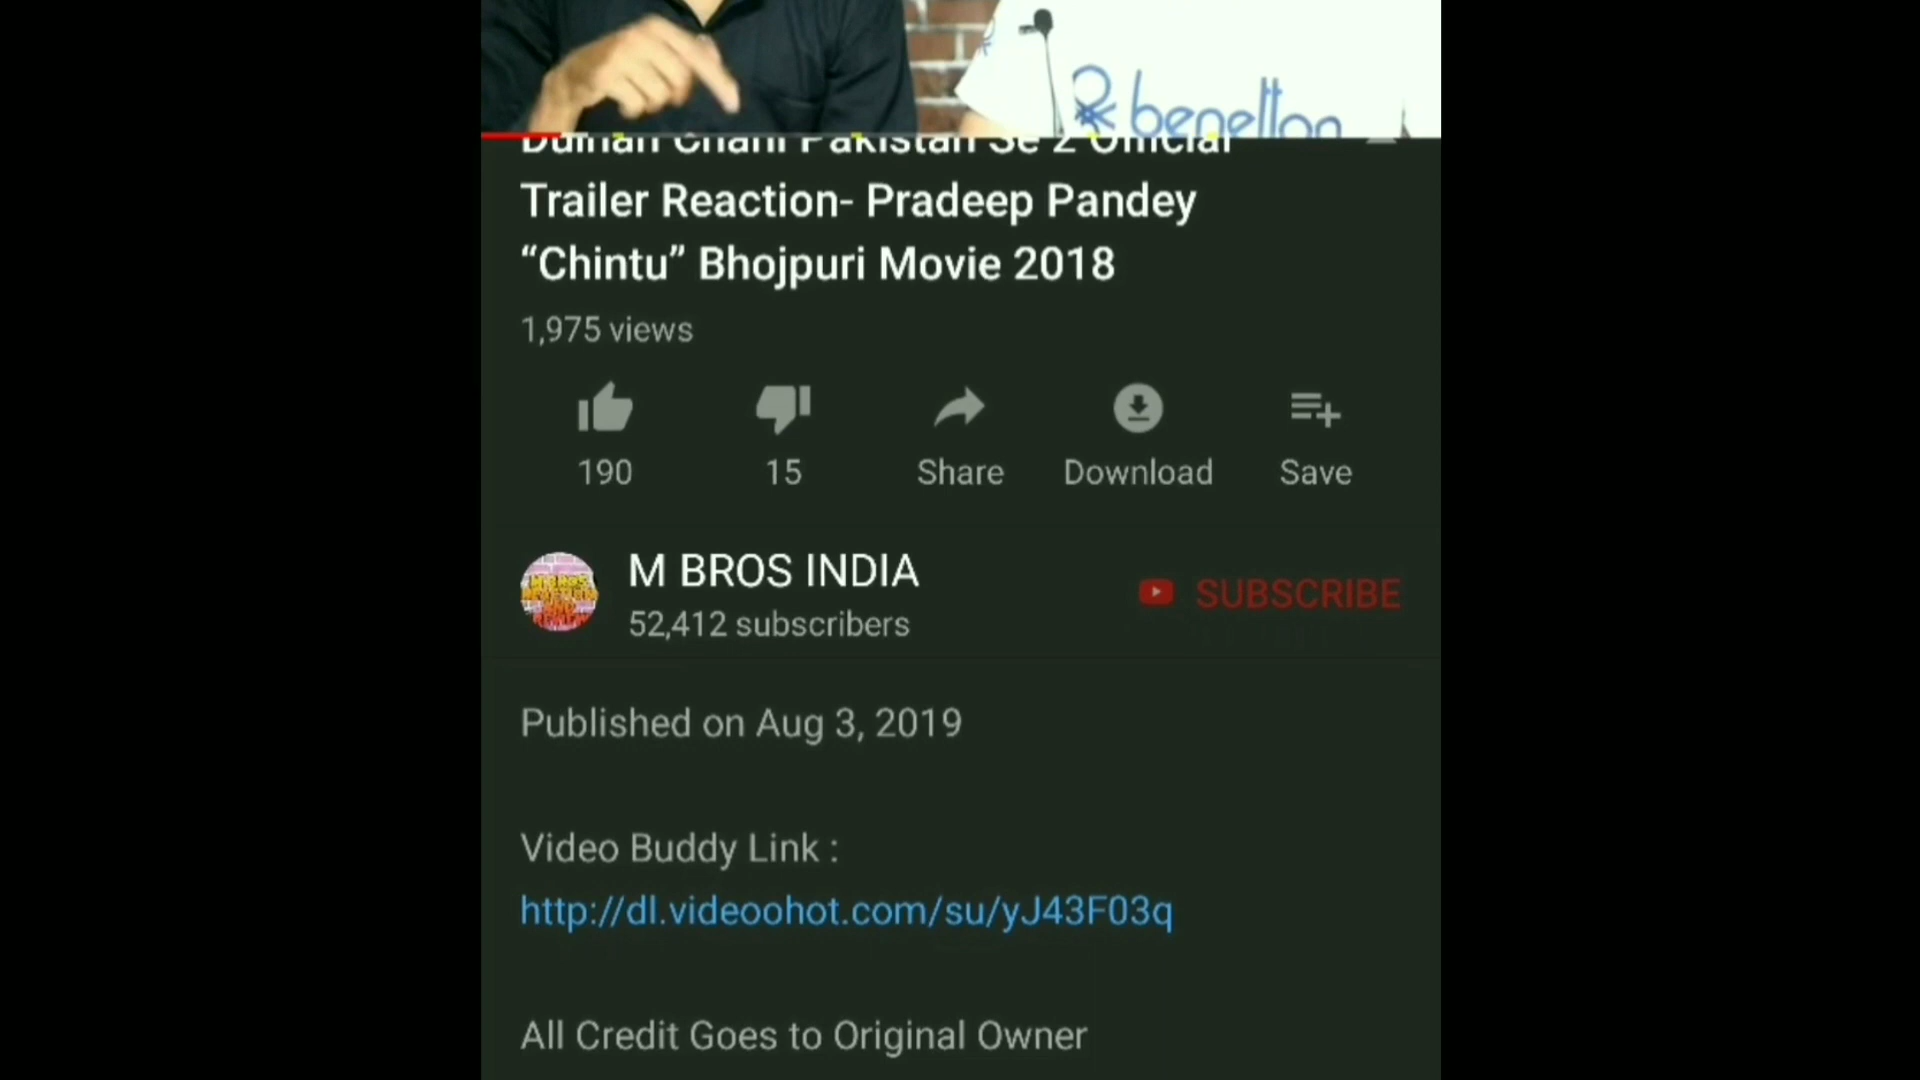 benetton
Dulhan Chahi Pakistan Se 2 Official
Trailer Reaction- Pradeep Pandey
“Chintu” Bhojpuri Movie 2018
1,975 views
190
15
Share
Download
Save
M BROS INDIA
52,412 subscribers
SUBSCRIBE
Published on Aug 3, 2019
Video Buddy Link :
http://dl.videoohot.com/su/yJ43F03q
All Credit Goes to Original Owner